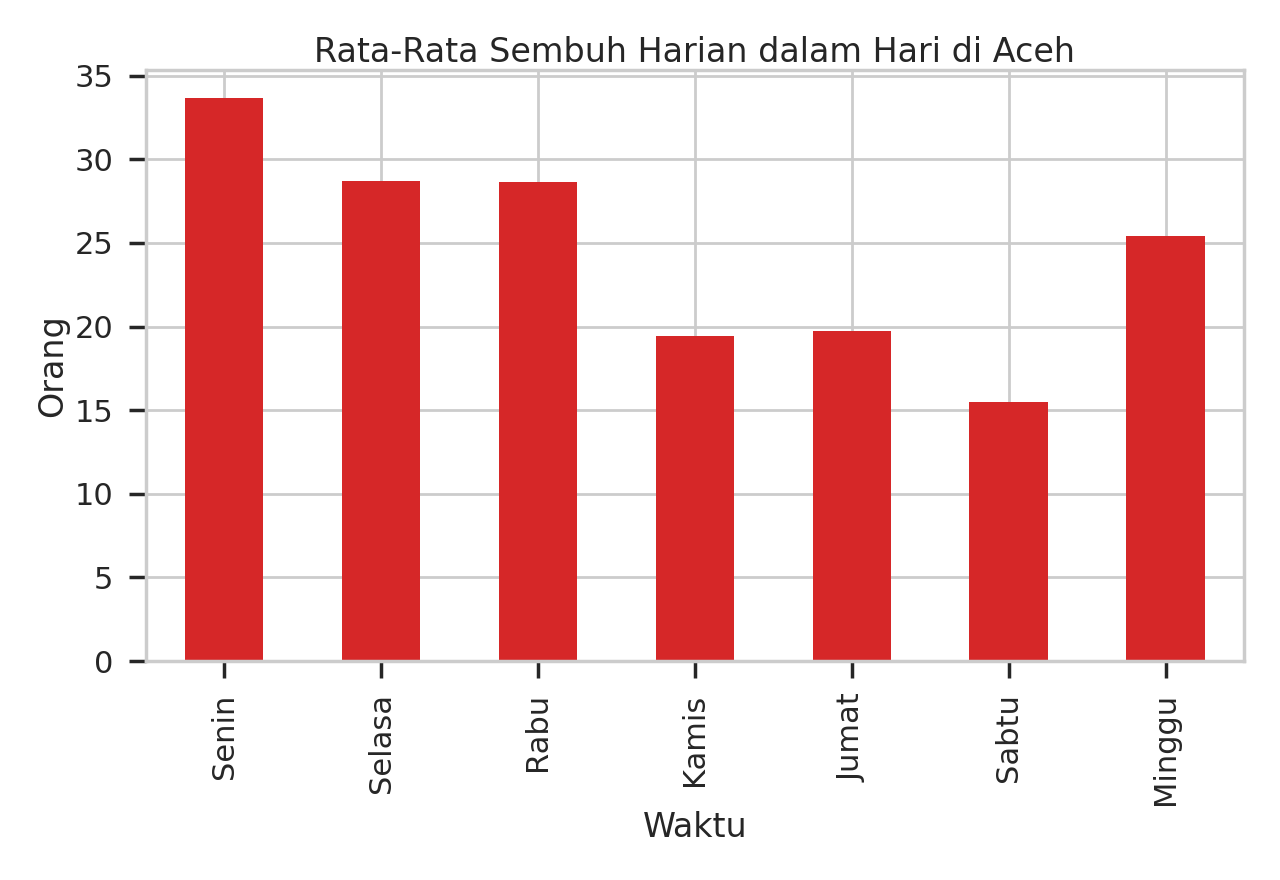 Rata-Rata Sembuh Harian dalam Hari di Aceh
35
30
25
20
15
10
5
0
Orang
Senin
Selasa
Rabu
Kamis
Jumat
Sabtu
Minggu
Waktu